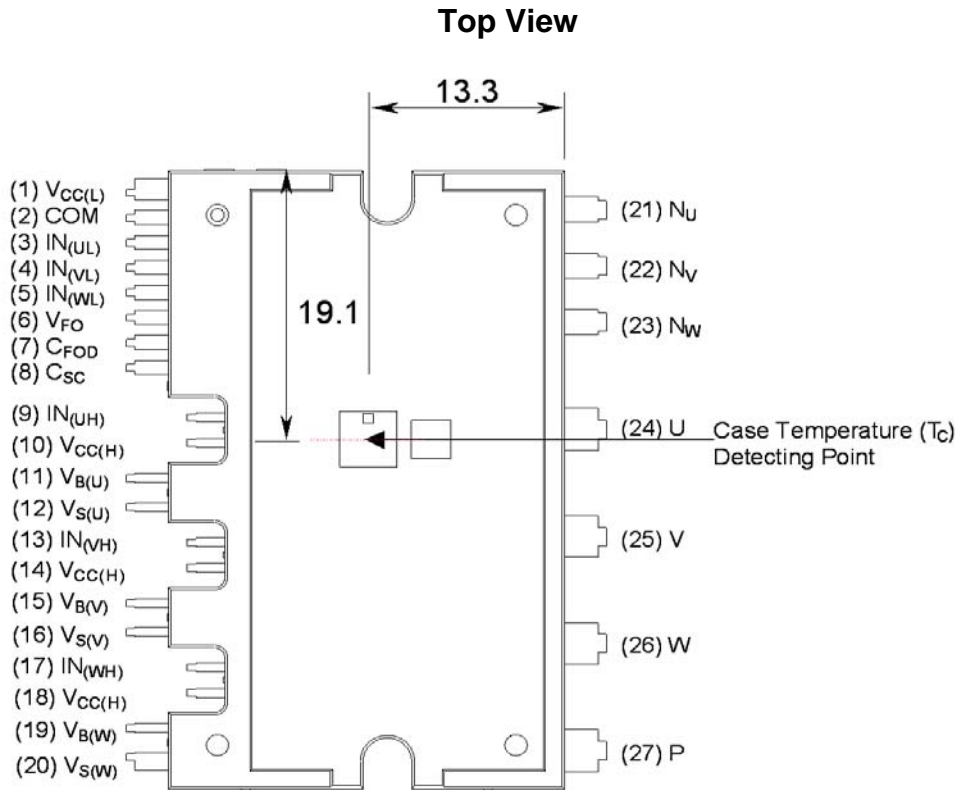 Top View
13.3
19.1
(1) VCC(L)
(2) COM
(3) IN(UL)
(4) IN(VL)
(5) IN(WL)
(6) VFO
(7) CFOD
(8) CSC
(9) IN(UH)
(10) VCC(H)
(11) VB(U)
(12) VS(U)
(13) IN(VH)
(14) VCC(H)
(15) VB(V)
(16) VS(V)
(17) IN(WH)
(18) VCC(H)
(19) VB(W)
(20) VS(W)
(21) NU
(22) NV
(23) NW
(24) U
Case Temperature (TC)
Detecting Point
(25) V
(26) W
(27) P